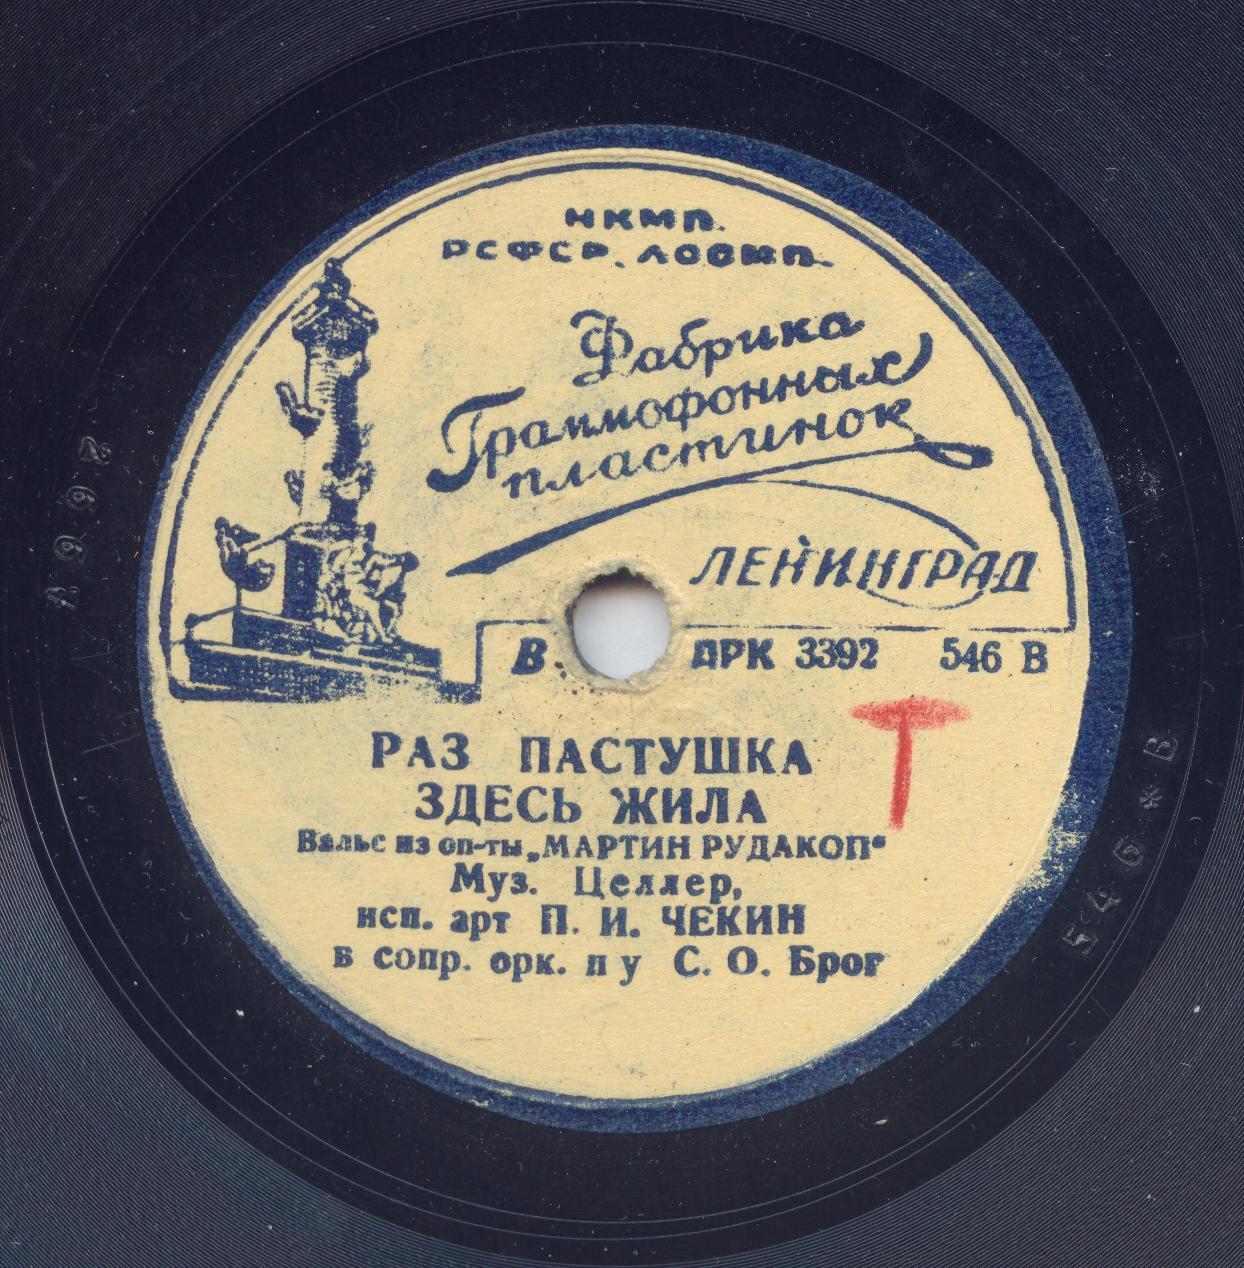 НКМП.
РСФСР. ЛООМП.
Фабрика
Граммофонных
пластинок
ЛЕНИНГРАД
В. ДРК 3392 546 В
Т
РАЗ ПАСТУШКА
ЗДЕСЬ ЖИЛА
Вальс из оп-ты „МАРТИН РУДАКОП"
Муз. Целлер,
исп. арт П. И. ЧЕКИН
в сопр. орк. п у С. О. Брог
546*В